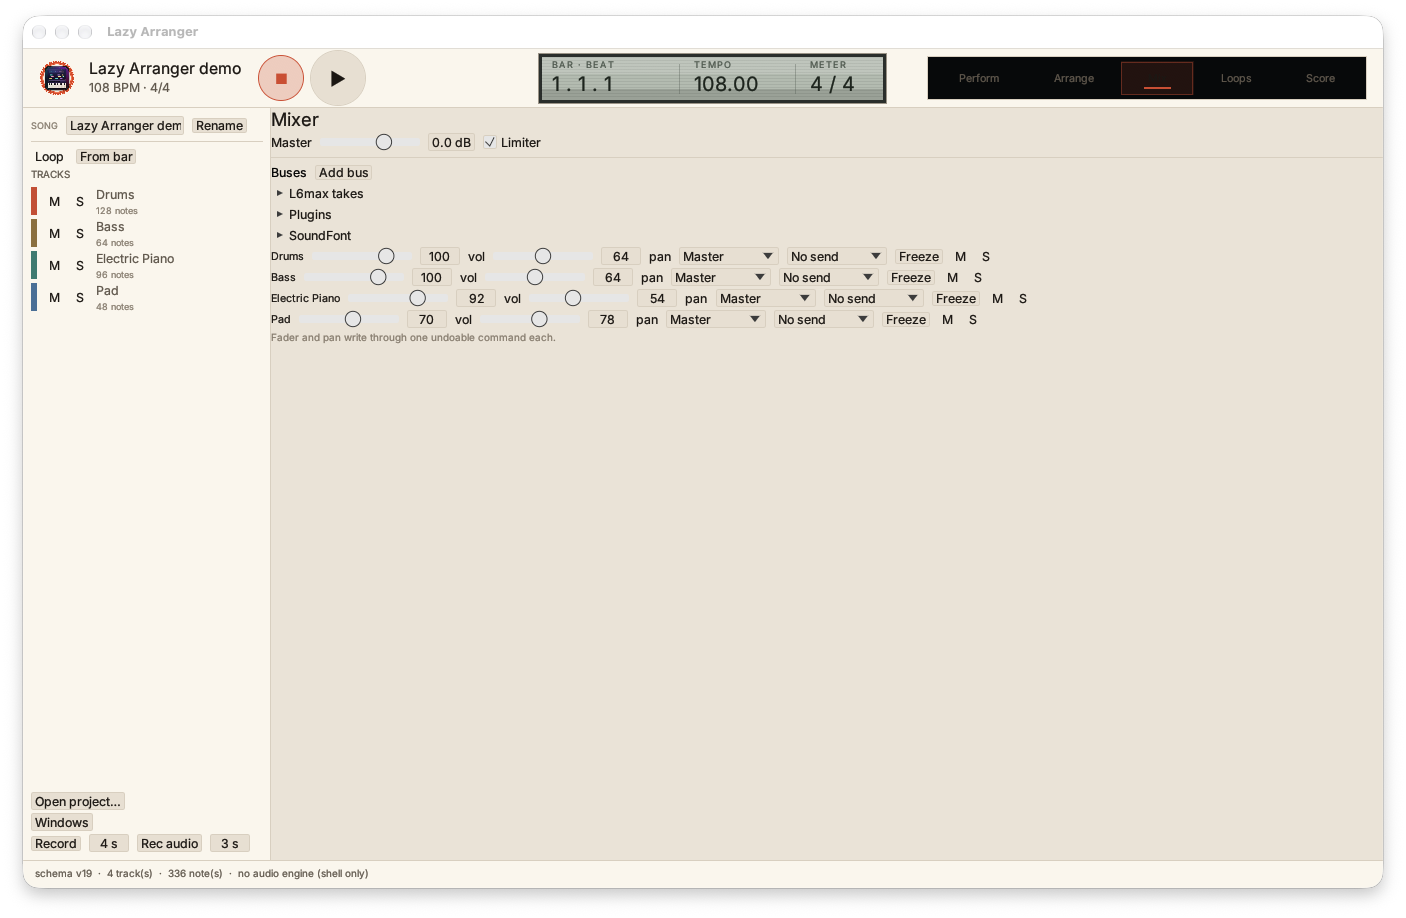 Lazy Arranger
Lazy Arranger demo
108 BPM · 4/4
BAR · BEAT TEMPO METER
1 . 1 . 1 108.00 4 / 4
Perform Arrange Loops Score
SONG Lazy Arranger dem Rename
Loop From bar
TRACKS
M S Drums
128 notes
M S Bass
64 notes
M S Electric Piano
96 notes
M S Pad
48 notes
Open project...
Windows
Record 4 s Rec audio 3 s
Mixer
Master 0.0 dB Limiter
Buses Add bus
L6max takes
Plugins
SoundFont
Drums 100 vol 64 pan Master No send Freeze M S
Bass 100 vol 64 pan Master No send Freeze M S
Electric Piano 92 vol 54 pan Master No send Freeze M S
Pad 70 vol 78 pan Master No send Freeze M S
Fader and pan write through one undoable command each.
schema v19 · 4 track(s) · 336 note(s) · no audio engine (shell only)